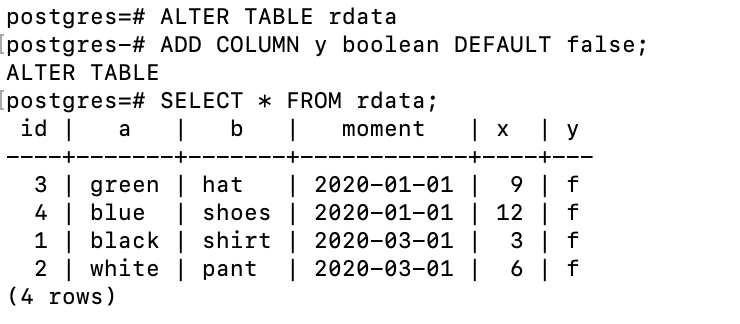 postgres=# ALTER TABLE rdata
postgres-# ADD COLUMN y boolean DEFAULT false;
ALTER TABLE
postgres=# SELECT * FROM rdata;
 id |   a   |   b   |   moment   | x  | y
----+-------+-------+------------+----+---
  3 | green | hat   | 2020-01-01 |  9 | f
  4 | blue  | shoes | 2020-01-01 | 12 | f
  1 | black | shirt | 2020-03-01 |  3 | f
  2 | white | pant  | 2020-03-01 |  6 | f
(4 rows)